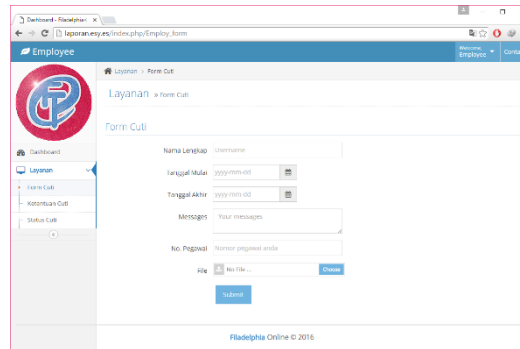 Dashboard - Filadelphia
laporan.esy.es/index.php/Employ_form
Employee
Welcome,
Employee
Layanan > Form Cuti
Layanan » Form Cuti
Form Cuti
Dashboard
Layanan
Form Cuti
Ketentuan Cuti
Status Cuti
Nama Lengkap Username
Tanggal Mulai yyyy-mm-dd
Tanggal Akhir yyyy-mm-dd
Messages Your messages
No. Pegawai Nomor pegawai anda
File No File ... Choose
Submit
Filadelphia Online © 2016